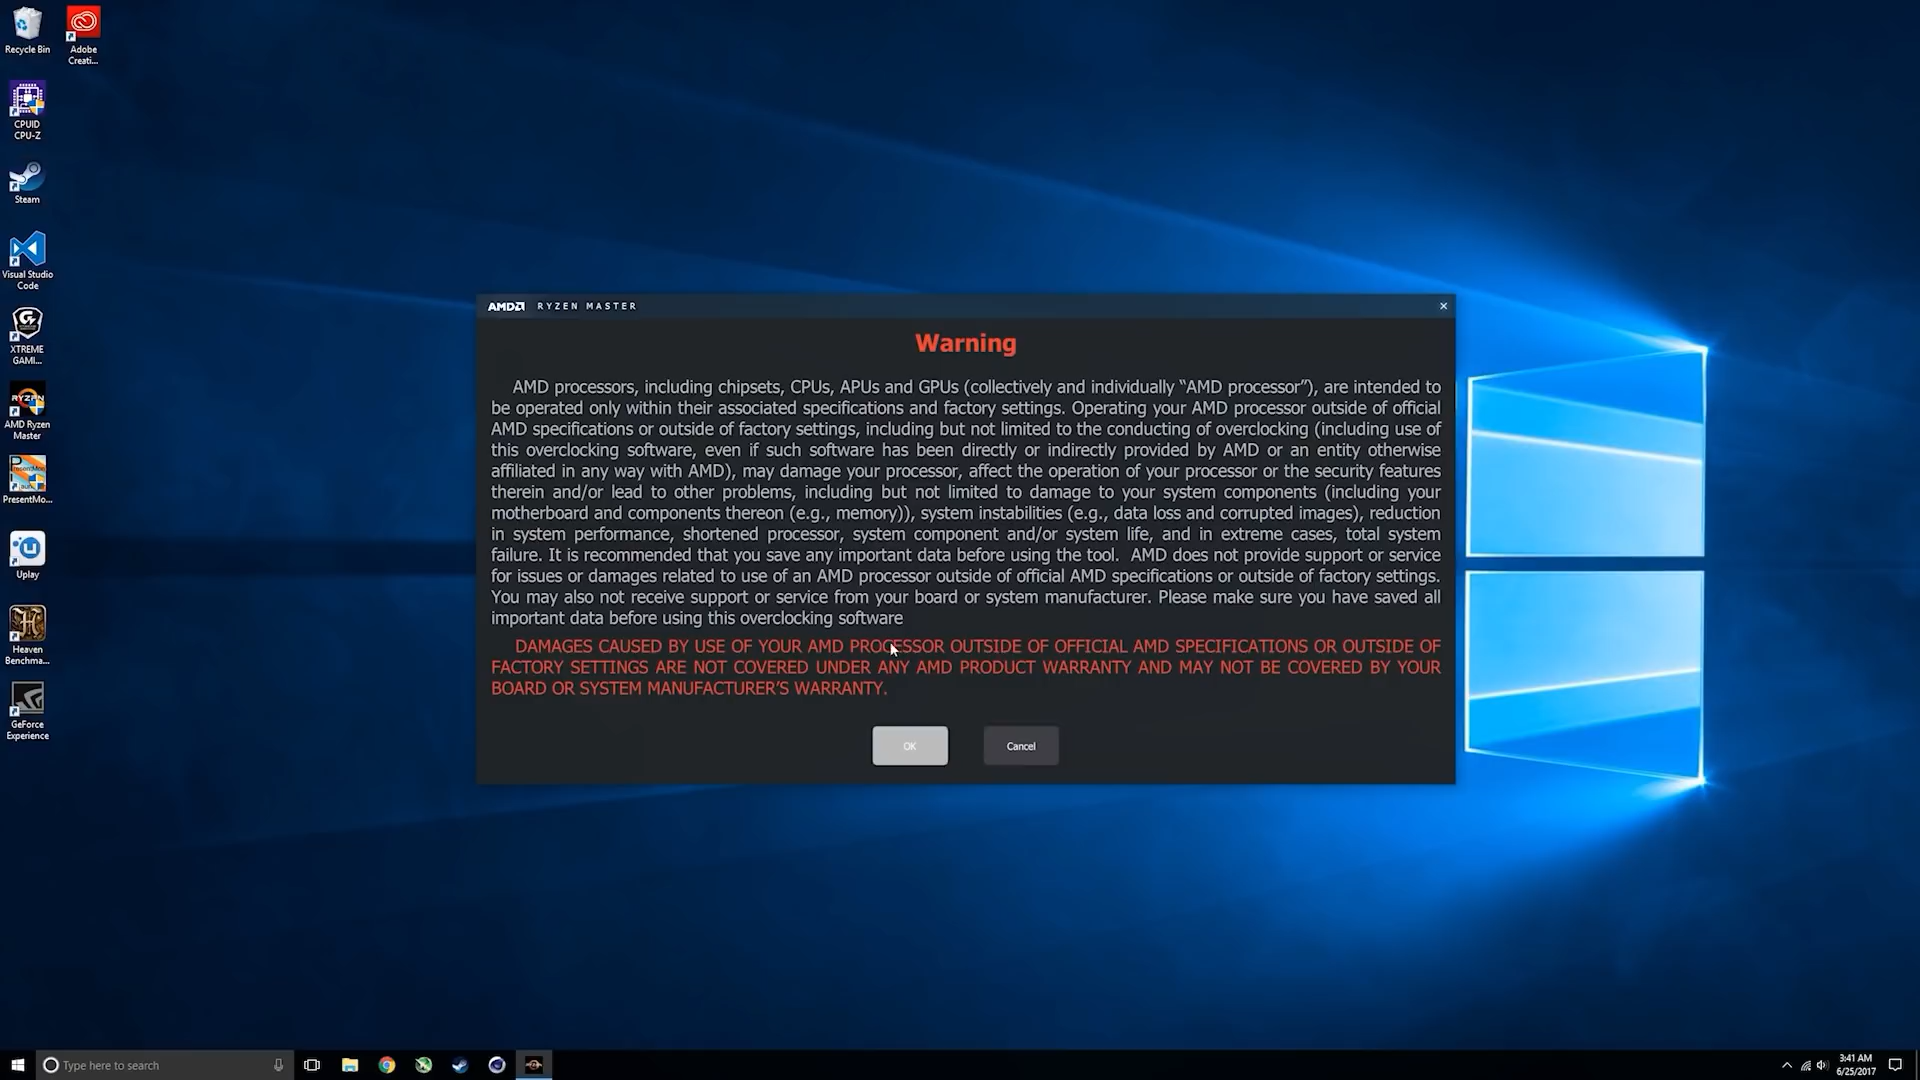 Recycle Bin
Adobe
Creati...
CPUID
CPU-Z
Steam
Visual Studio
Code
XTREME
GAMI...
AMD Ryzen
Master
PresentMo...
Uplay
Heaven
Benchma...
GeForce
Experience
AMD RYZEN MASTER
Warning
AMD processors, including chipsets, CPUs, APUs and GPUs (collectively and individually “AMD processor”), are intended to
be operated only within their associated specifications and factory settings. Operating your AMD processor outside of official
AMD specifications or outside of factory settings, including but not limited to the conducting of overclocking (including use of
this overclocking software, even if such software has been directly or indirectly provided by AMD or an entity otherwise
affiliated in any way with AMD), may damage your processor, affect the operation of your processor or the security features
therein and/or lead to other problems, including but not limited to damage to your system components (including your
motherboard and components thereon (e.g., memory)), system instabilities (e.g., data loss and corrupted images), reduction
in system performance, shortened processor, system component and/or system life, and in extreme cases, total system
failure. It is recommended that you save any important data before using the tool. AMD does not provide support or service
for issues or damages related to use of an AMD processor outside of official AMD specifications or outside of factory settings.
You may also not receive support or service from your board or system manufacturer. Please make sure you have saved all
important data before using this overclocking software
DAMAGES CAUSED BY USE OF YOUR AMD PROCESSOR OUTSIDE OF OFFICIAL AMD SPECIFICATIONS OR OUTSIDE OF
FACTORY SETTINGS ARE NOT COVERED UNDER ANY AMD PRODUCT WARRANTY AND MAY NOT BE COVERED BY YOUR
BOARD OR SYSTEM MANUFACTURER’S WARRANTY.
OK
Cancel
Type here to search
3:41 AM
6/25/2017